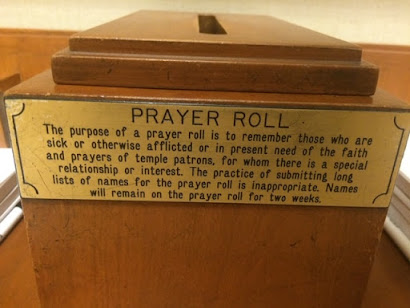 PRAYER ROLL
The purpose of a prayer roll is to remember those who are
sick or otherwise afflicted or in present need of the faith
and prayers of temple patrons, for whom there is a special
relationship or interest. The practice of submitting long
lists of names for the prayer roll is inappropriate. Names
will remain on the prayer roll for two weeks.